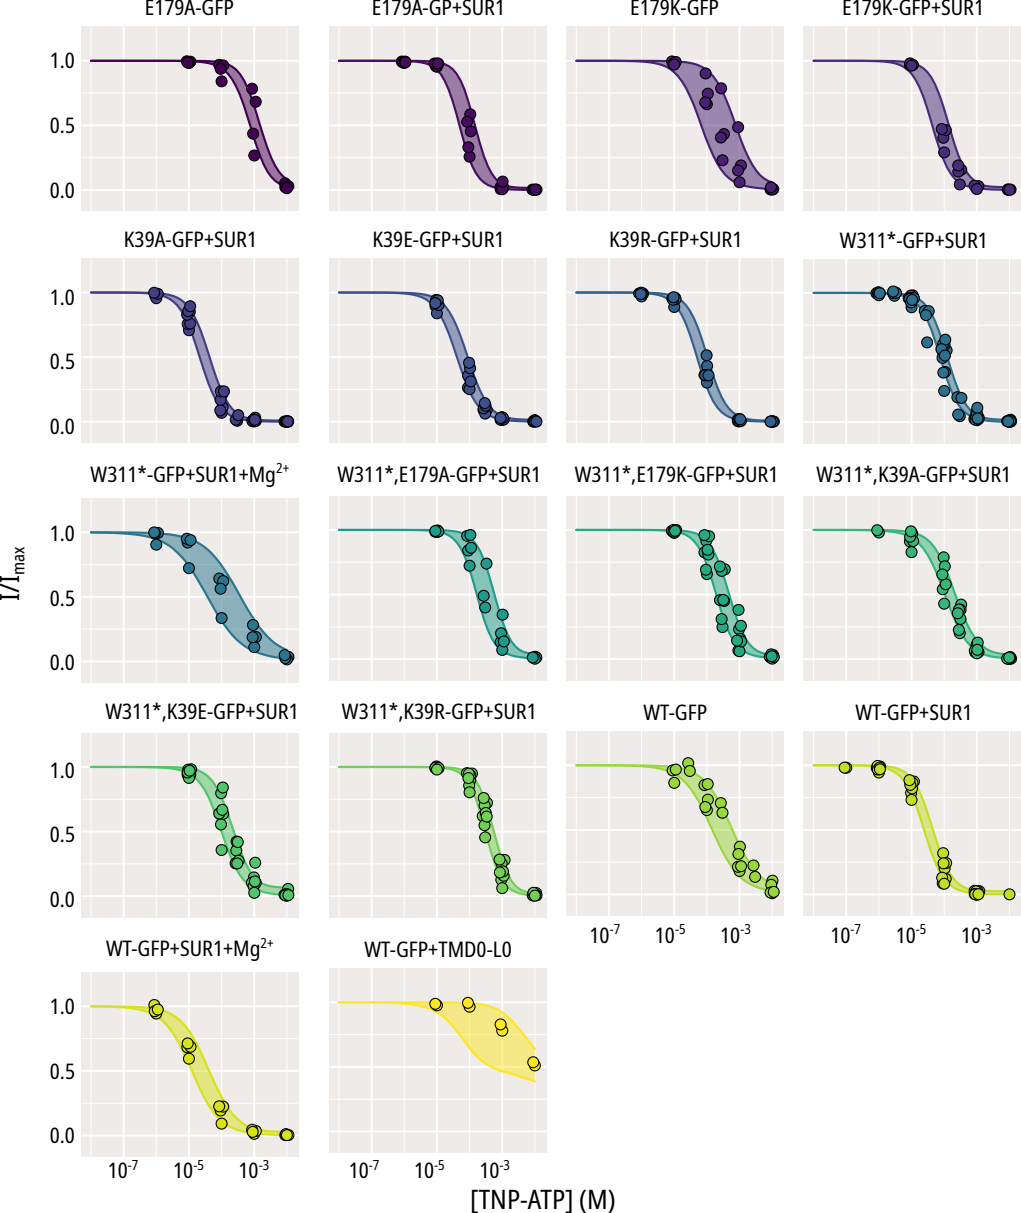 E179A-GFP
E179A-GP+SUR1
E179K-GFP
E179K-GFP+SUR1
1.0
0.5
0.0
K39A-GFP+SUR1
K39E-GFP+SUR1
K39R-GFP+SUR1
W311*-GFP+SUR1
1.0
0.5
0.0
W311*-GFP+SUR1+Mg²⁺
W311*,E179A-GFP+SUR1
W311*,E179K-GFP+SUR1
W311*,K39A-GFP+SUR1
1.0
0.5
0.0
I/Imax
W311*,K39E-GFP+SUR1
W311*,K39R-GFP+SUR1
WT-GFP
WT-GFP+SUR1
1.0
0.5
0.0
10⁻⁷ 10⁻⁵ 10⁻³
10⁻⁷ 10⁻⁵ 10⁻³
WT-GFP+SUR1+Mg²⁺
WT-GFP+TMD0-L0
1.0
0.5
0.0
10⁻⁷ 10⁻⁵ 10⁻³
10⁻⁷ 10⁻⁵ 10⁻³
[TNP-ATP] (M)